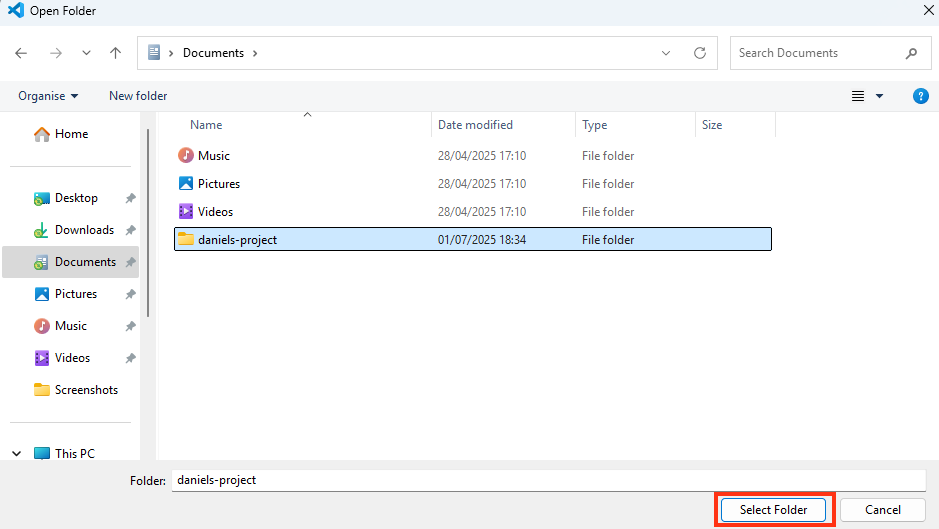 Open Folder
Documents
Search Documents
Organise New folder
Name Date modified Type Size
Home
Desktop
Downloads
Documents
Pictures
Music
Videos
Screenshots
This PC
Music 28/04/2025 17:10 File folder
Pictures 28/04/2025 17:10 File folder
Videos 28/04/2025 17:10 File folder
daniels-project 01/07/2025 18:34 File folder
Folder: daniels-project
Select Folder Cancel